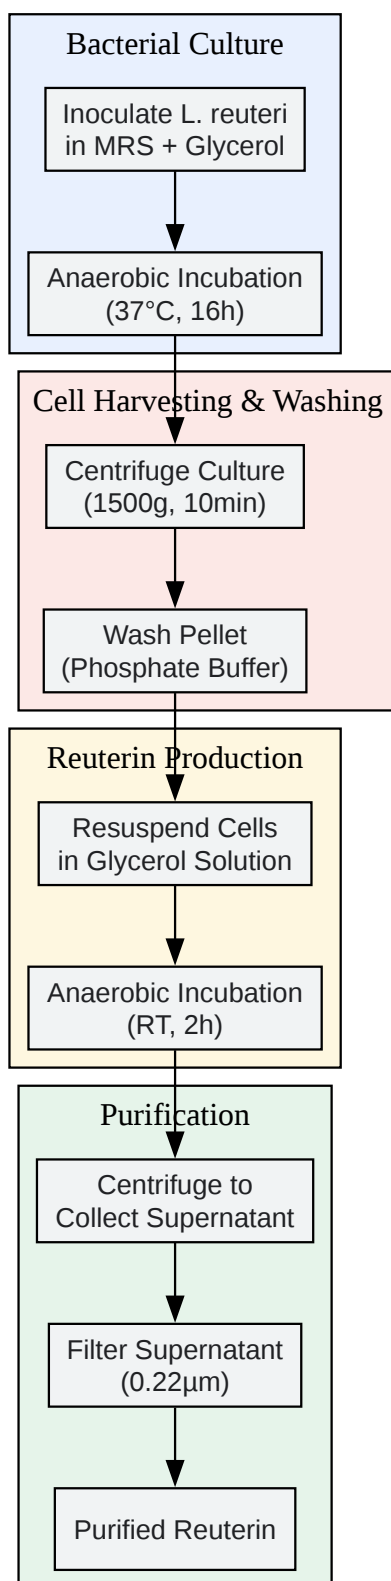 Bacterial Culture
Inoculate L. reuteri
in MRS + Glycerol
Anaerobic Incubation
(37°C, 16h)
Cell Harvesting & Washing
Centrifuge Culture
(1500g, 10min)
Wash Pellet
(Phosphate Buffer)
Reuterin Production
Resuspend Cells
in Glycerol Solution
Anaerobic Incubation
(RT, 2h)
Purification
Centrifuge to
Collect Supernatant
Filter Supernatant
(0.22µm)
Purified Reuterin